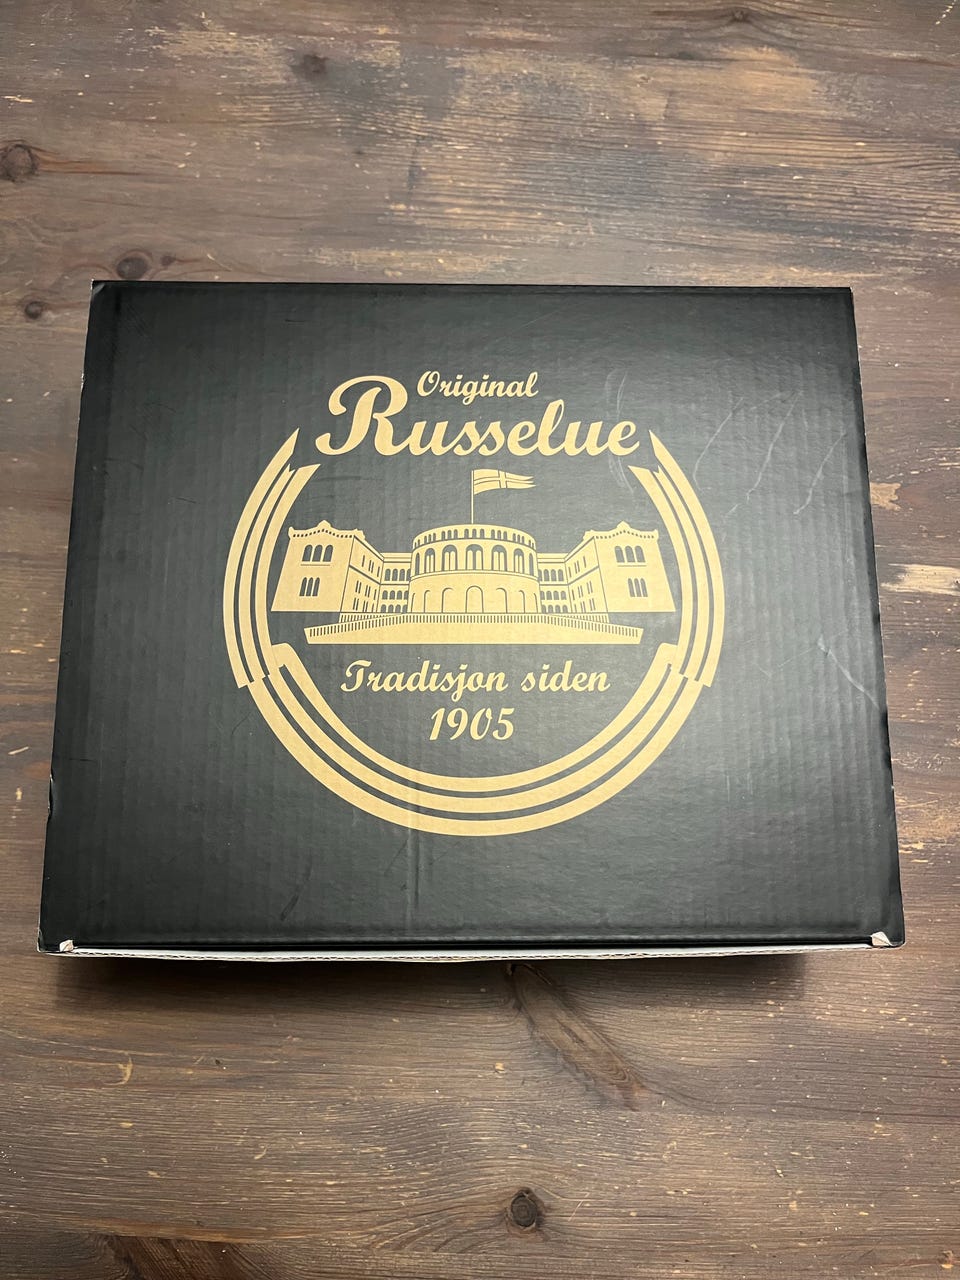 Original
Russelue
Tradisjon siden
1905